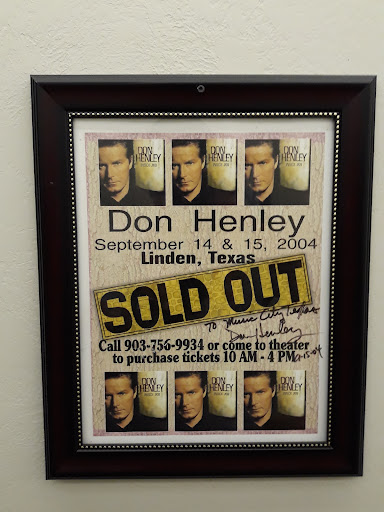 DON HENLEY
DON HENLEY
DON HENLEY
Don Henley
September 14 & 15, 2004
Linden, Texas
SOLD OUT
To Music City Texas
Don Henley
Call 903-756-9934 or come to theater
to purchase tickets 10 AM - 4 PM
9-15-04
DON HENLEY
DON HENLEY
DON HENLEY